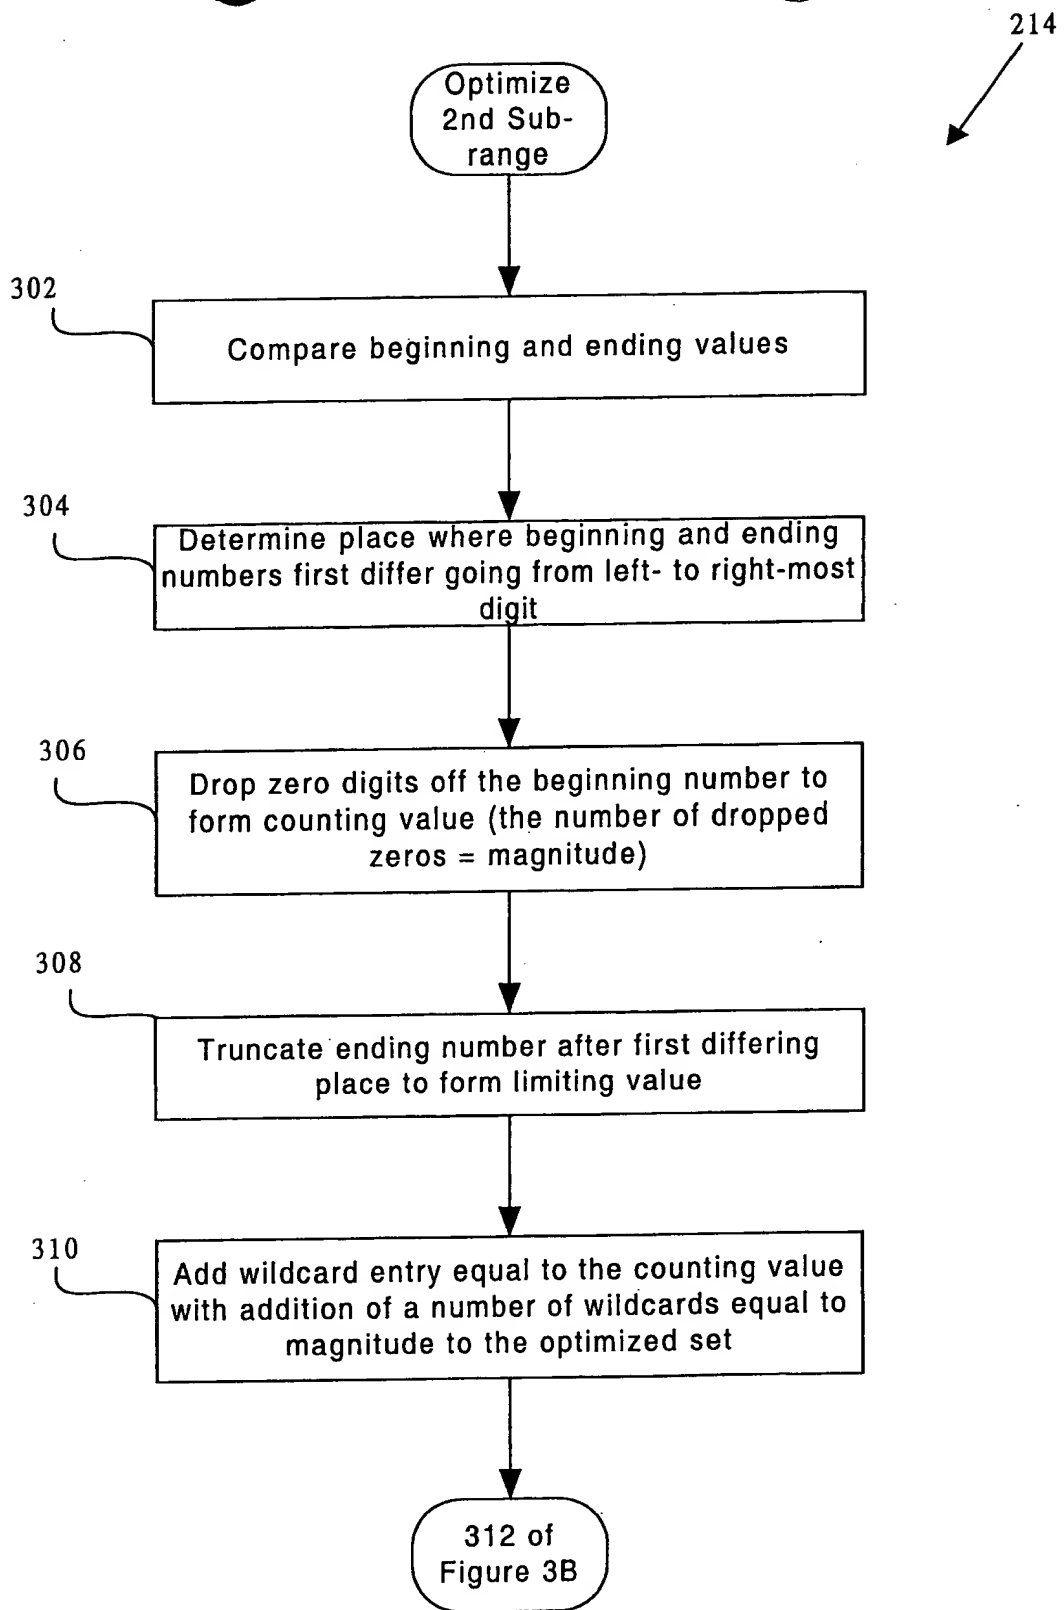 214
Optimize
2nd Sub-
range
302
Compare beginning and ending values
304
Determine place where beginning and ending
numbers first differ going from left- to right-most
digit
306
Drop zero digits off the beginning number to
form counting value (the number of dropped
zeros = magnitude)
308
Truncate ending number after first differing
place to form limiting value
310
Add wildcard entry equal to the counting value
with addition of a number of wildcards equal to
magnitude to the optimized set
312 of
Figure 3B